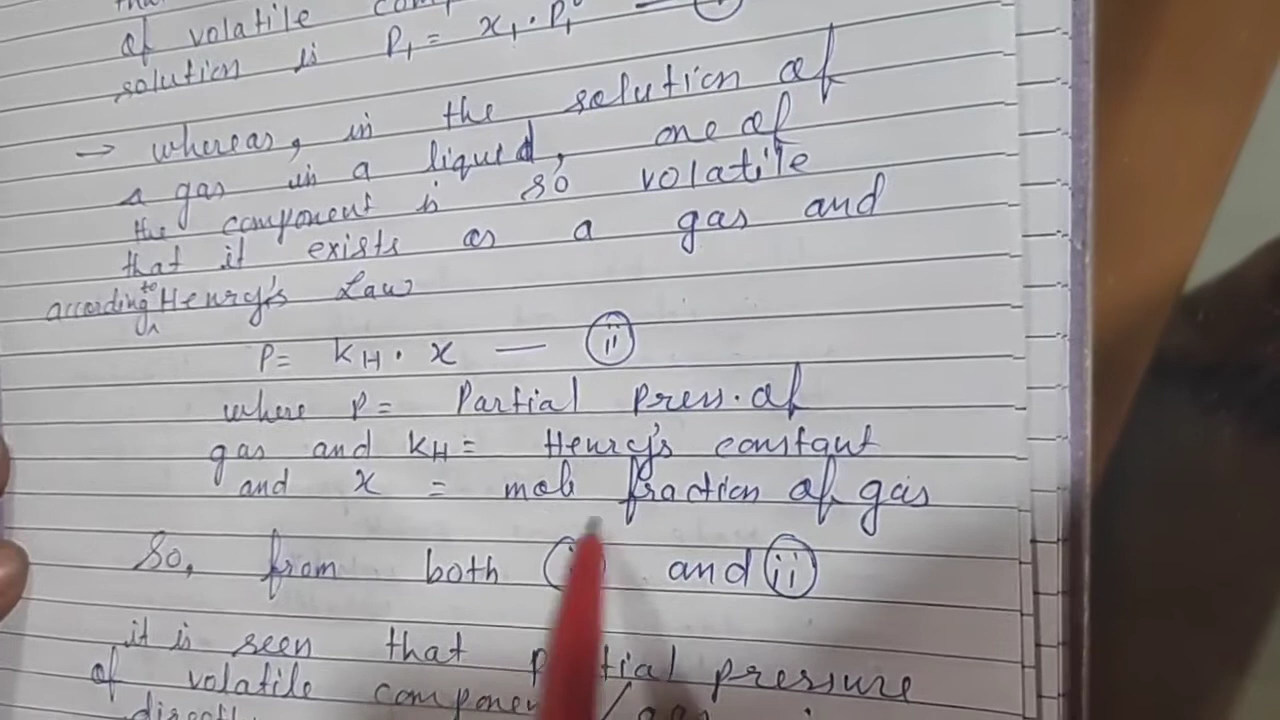 of volatile
solution is P₁ = x₁ · P₁⁰ — (i)
→ whereas, in the solution of
a gas in a liquid, one of
the component is so volatile
that it exists as a gas and
according to Henry's Law
P = KH · x — (ii)
where P = Partial Press. of
gas and KH = Henry's constant
and x = mole fraction of gas
So, from both (i) and (ii)
it is seen that partial pressure
of volatile component / gas